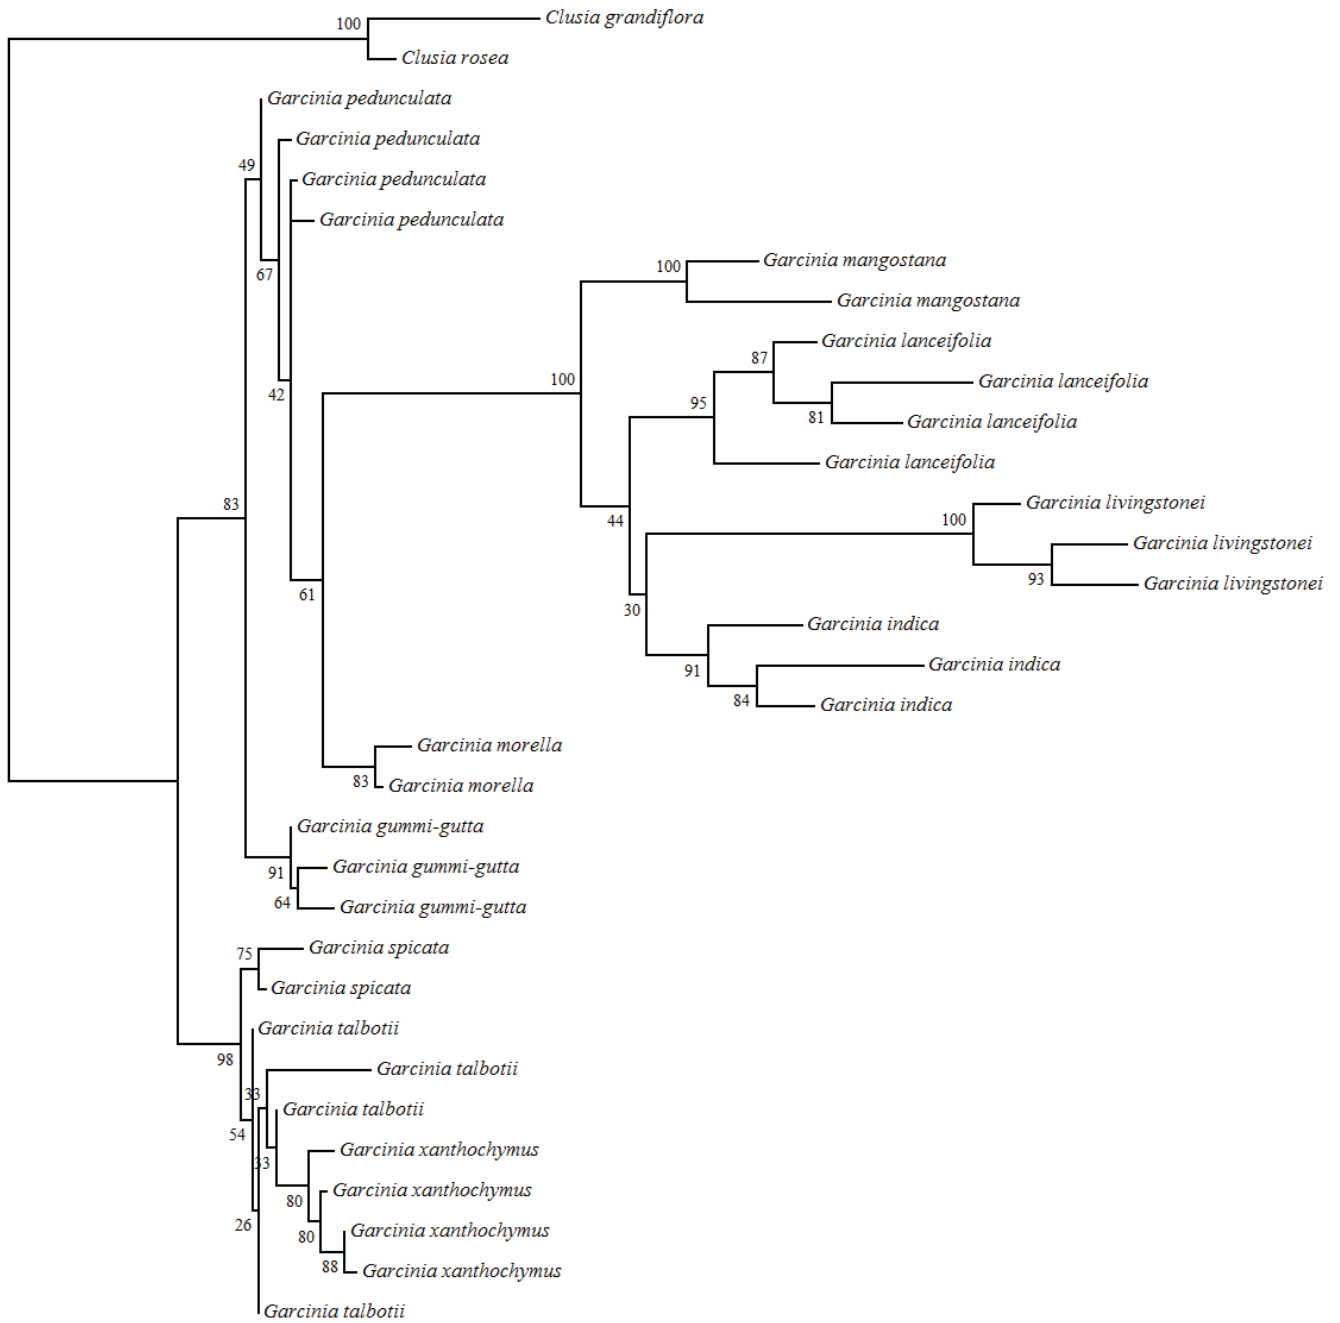 Clusia grandiflora
100
Clusia rosea
Garcinia pedunculata
Garcinia pedunculata
49
Garcinia pedunculata
Garcinia pedunculata
67
Garcinia mangostana
100
Garcinia mangostana
Garcinia lanceifolia
87
100
Garcinia lanceifolia
42
95
81
Garcinia lanceifolia
Garcinia lanceifolia
83
Garcinia livingstonei
44
100
Garcinia livingstonei
93
Garcinia livingstonei
61
30
Garcinia indica
91
Garcinia indica
84
Garcinia indica
Garcinia morella
83
Garcinia morella
Garcinia gummi-gutta
91
Garcinia gummi-gutta
64
Garcinia gummi-gutta
75
Garcinia spicata
Garcinia spicata
Garcinia talbotii
98
Garcinia talbotii
33
Garcinia talbotii
54
Garcinia xanthochymus
33
Garcinia xanthochymus
80
26
Garcinia xanthochymus
80
88
Garcinia xanthochymus
Garcinia talbotii